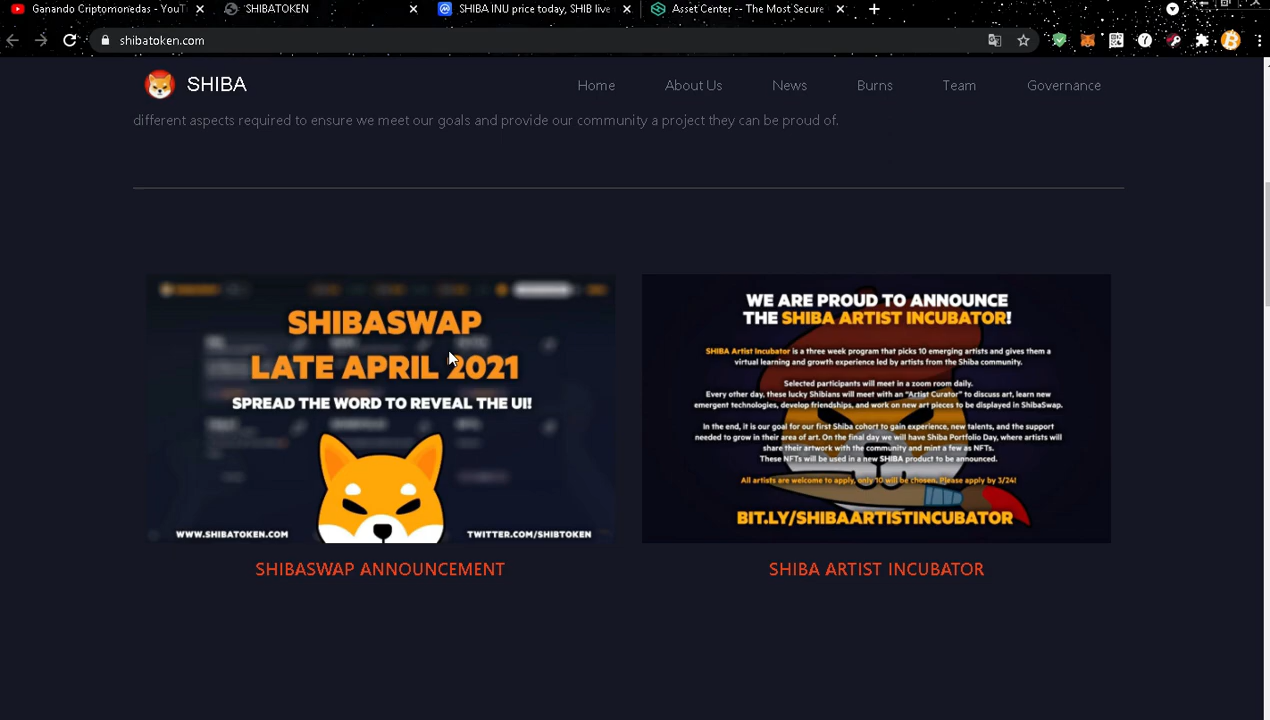 Ganando Criptomonedas - YouT
'SHIBATOKEN
SHIBA INU price today, SHIB live
Asset Center -- The Most Secure
shibatoken.com
SHIBA
Home
About Us
News
Burns
Team
Governance
different aspects required to ensure we meet our goals and provide our community a project they can be proud of.
SHIBASWAP
LATE APRIL 2021
SPREAD THE WORD TO REVEAL THE UI!
WWW.SHIBATOKEN.COM
TWITTER.COM/SHIBTOKEN
SHIBASWAP ANNOUNCEMENT
WE ARE PROUD TO ANNOUNCE
THE SHIBA ARTIST INCUBATOR!
SHIBA Artist Incubator is a three week program that picks 10 emerging artists and gives them a
virtual learning and growth experience led by artists from the Shiba community.
Selected participants will meet in a zoom room daily.
Every other day, these lucky Shibians will meet with an "Artist Curator" to discuss art, learn new
emergent technologies, develop friendships, and work on new art pieces to be displayed in ShibaSwap.
In the end, it is our goal for our first Shiba cohort to gain experience, new talents, and the support
needed to grow in their area of art. On the final day we will have Shiba Portfolio Day, where artists will
share their artwork with the community and mint a few as NFTs.
These NFTs will be used in a new SHIBA product to be announced.
All artists are welcome to apply, only 10 will be chosen. Please apply by 3/24!
BIT.LY/SHIBAARTISTINCUBATOR
SHIBA ARTIST INCUBATOR